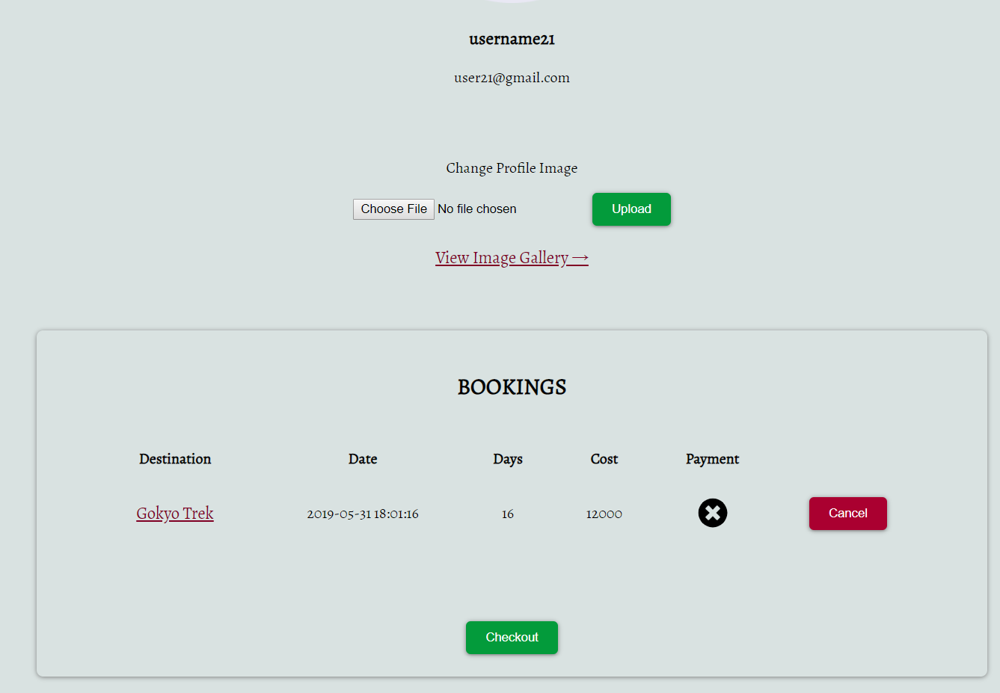 username21
user21@gmail.com
Change Profile Image
Choose File No file chosen Upload
View Image Gallery →
BOOKINGS
Destination Date Days Cost Payment
Gokyo Trek 2019-05-31 18:01:16 16 12000 Cancel
Checkout